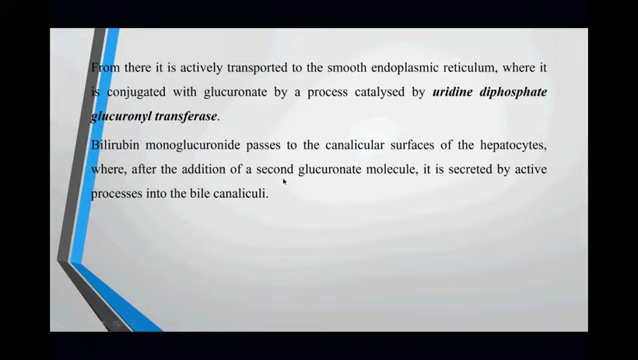 From there it is actively transported to the smooth endoplasmic reticulum, where it
is conjugated with glucuronate by a process catalysed by uridine diphosphate
glucuronyl transferase.
Bilirubin monoglucuronide passes to the canalicular surfaces of the hepatocytes,
where, after the addition of a second glucuronate molecule, it is secreted by active
processes into the bile canaliculi.